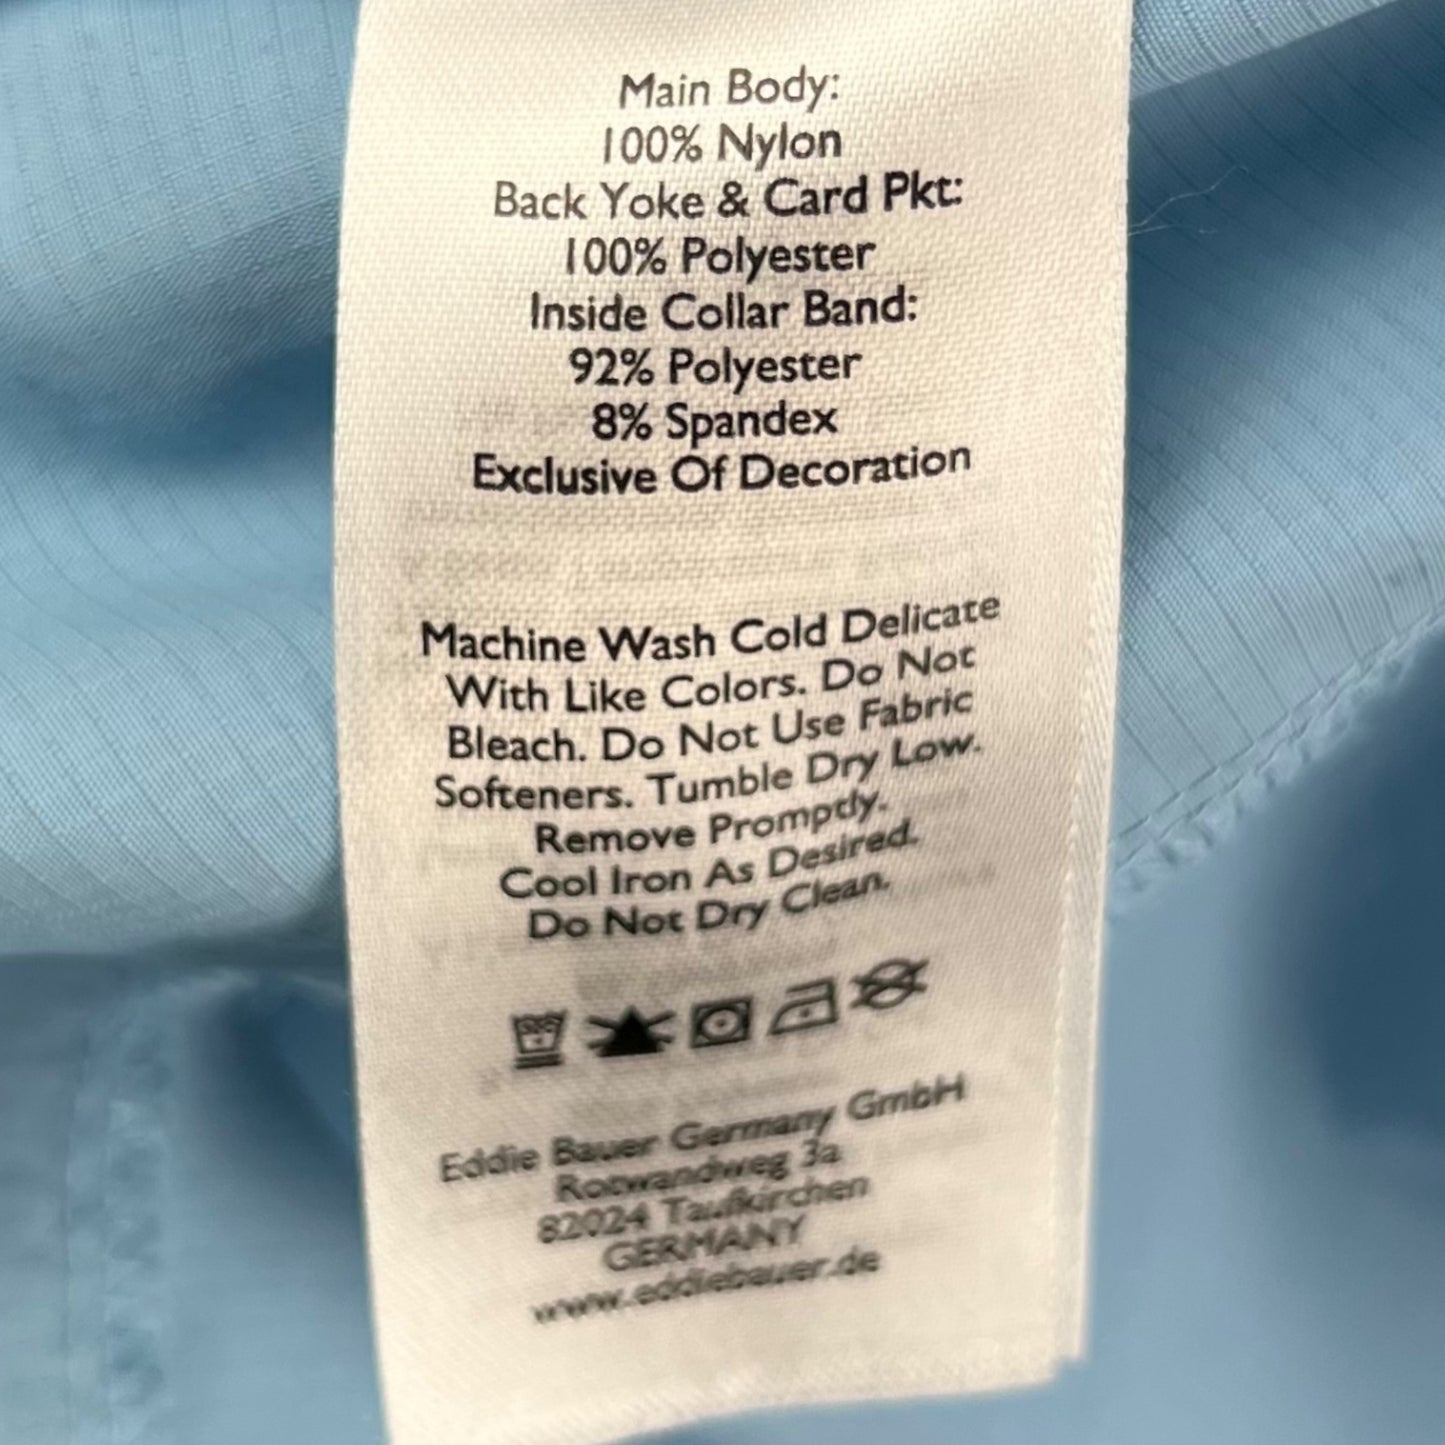 Main Body:
100% Nylon
Back Yoke & Card Pkt:
100% Polyester
Inside Collar Band:
92% Polyester
8% Spandex
Exclusive Of Decoration
Machine Wash Cold Delicate
With Like Colors. Do Not
Bleach. Do Not Use Fabric
Softeners. Tumble Dry Low.
Remove Promptly.
Cool Iron As Desired.
Do Not Dry Clean.
Eddie Bauer Germany GmbH
Rotwandweg 3a
82024 Taufkirchen
GERMANY
www.eddiebauer.de